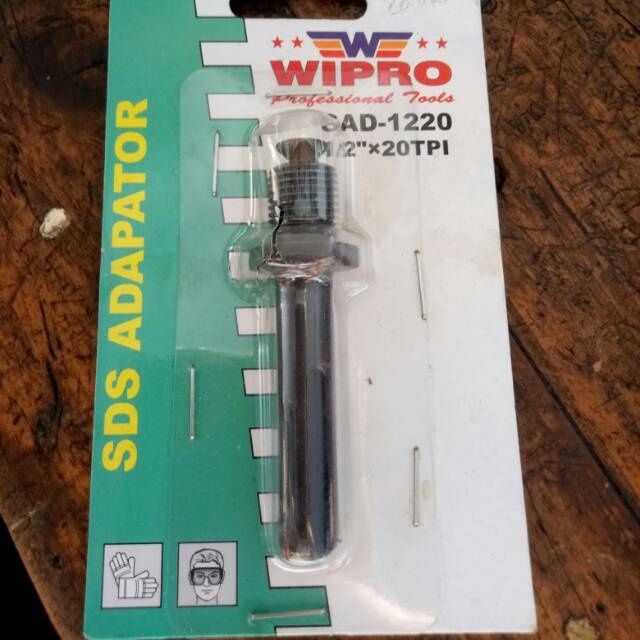 WIPRO
Professional Tools
SAD-1220
1/2"×20TPI
SDS ADAPATOR